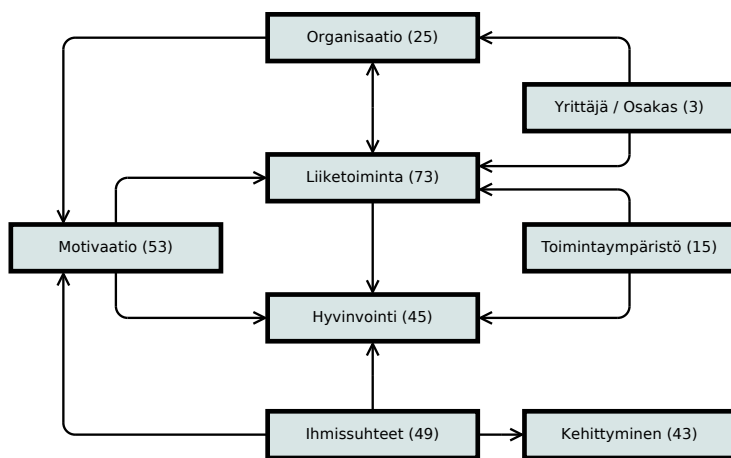 Organisaatio (25)
Yrittäjä / Osakas (3)
Liiketoiminta (73)
Motivaatio (53)
Toimintaympäristö (15)
Hyvinvointi (45)
Ihmissuhteet (49)
Kehittyminen (43)